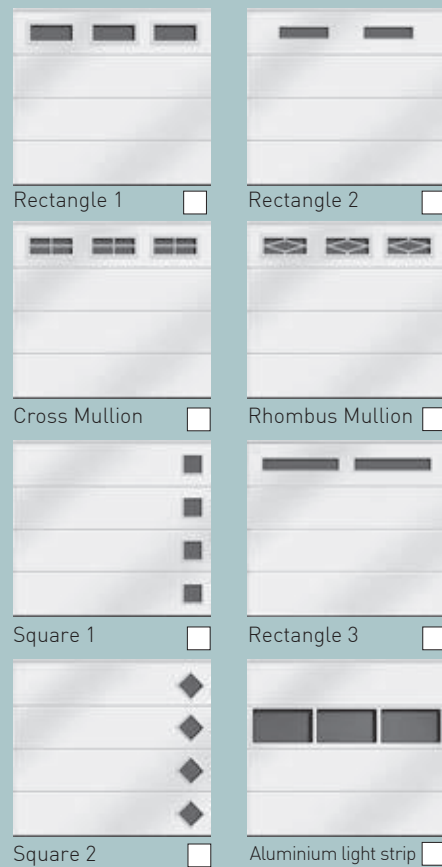 Rectangle 1
Rectangle 2
Cross Mullion
Rhombus Mullion
Square 1
Rectangle 3
Square 2
Aluminium light strip